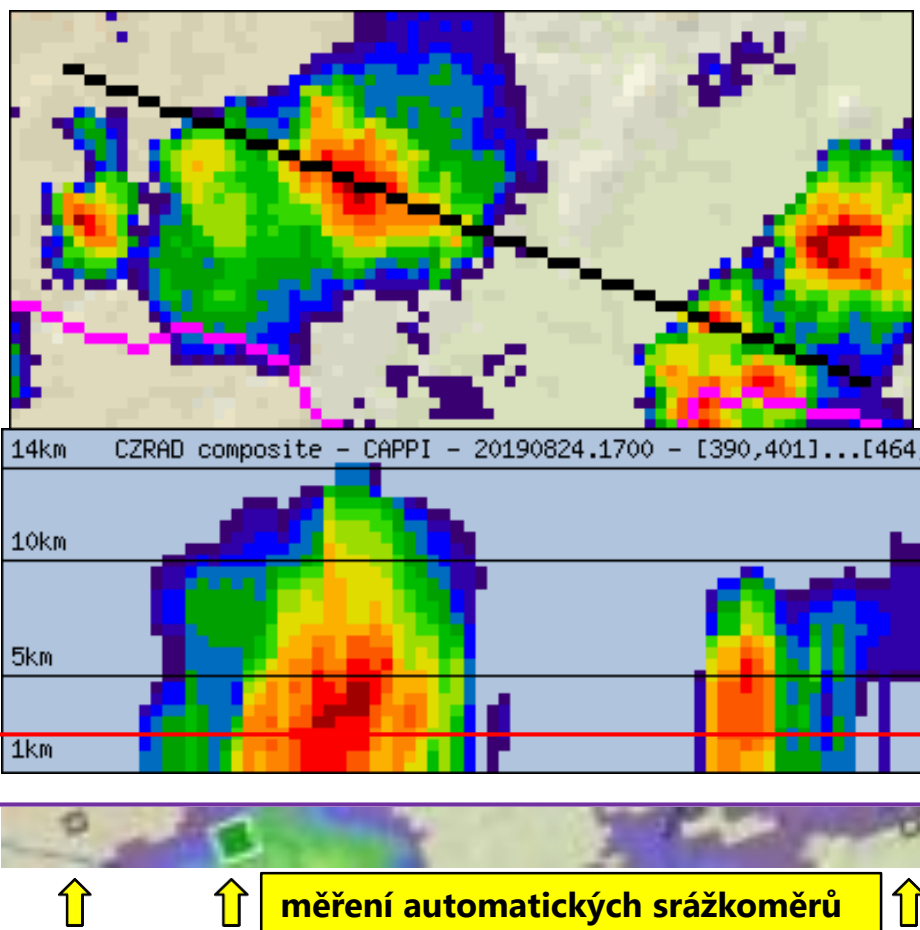 14km CZRAD composite - CAPPI - 20190824.1700 - [390,401]...[464,
10km
5km
1km
měření automatických srážkoměrů